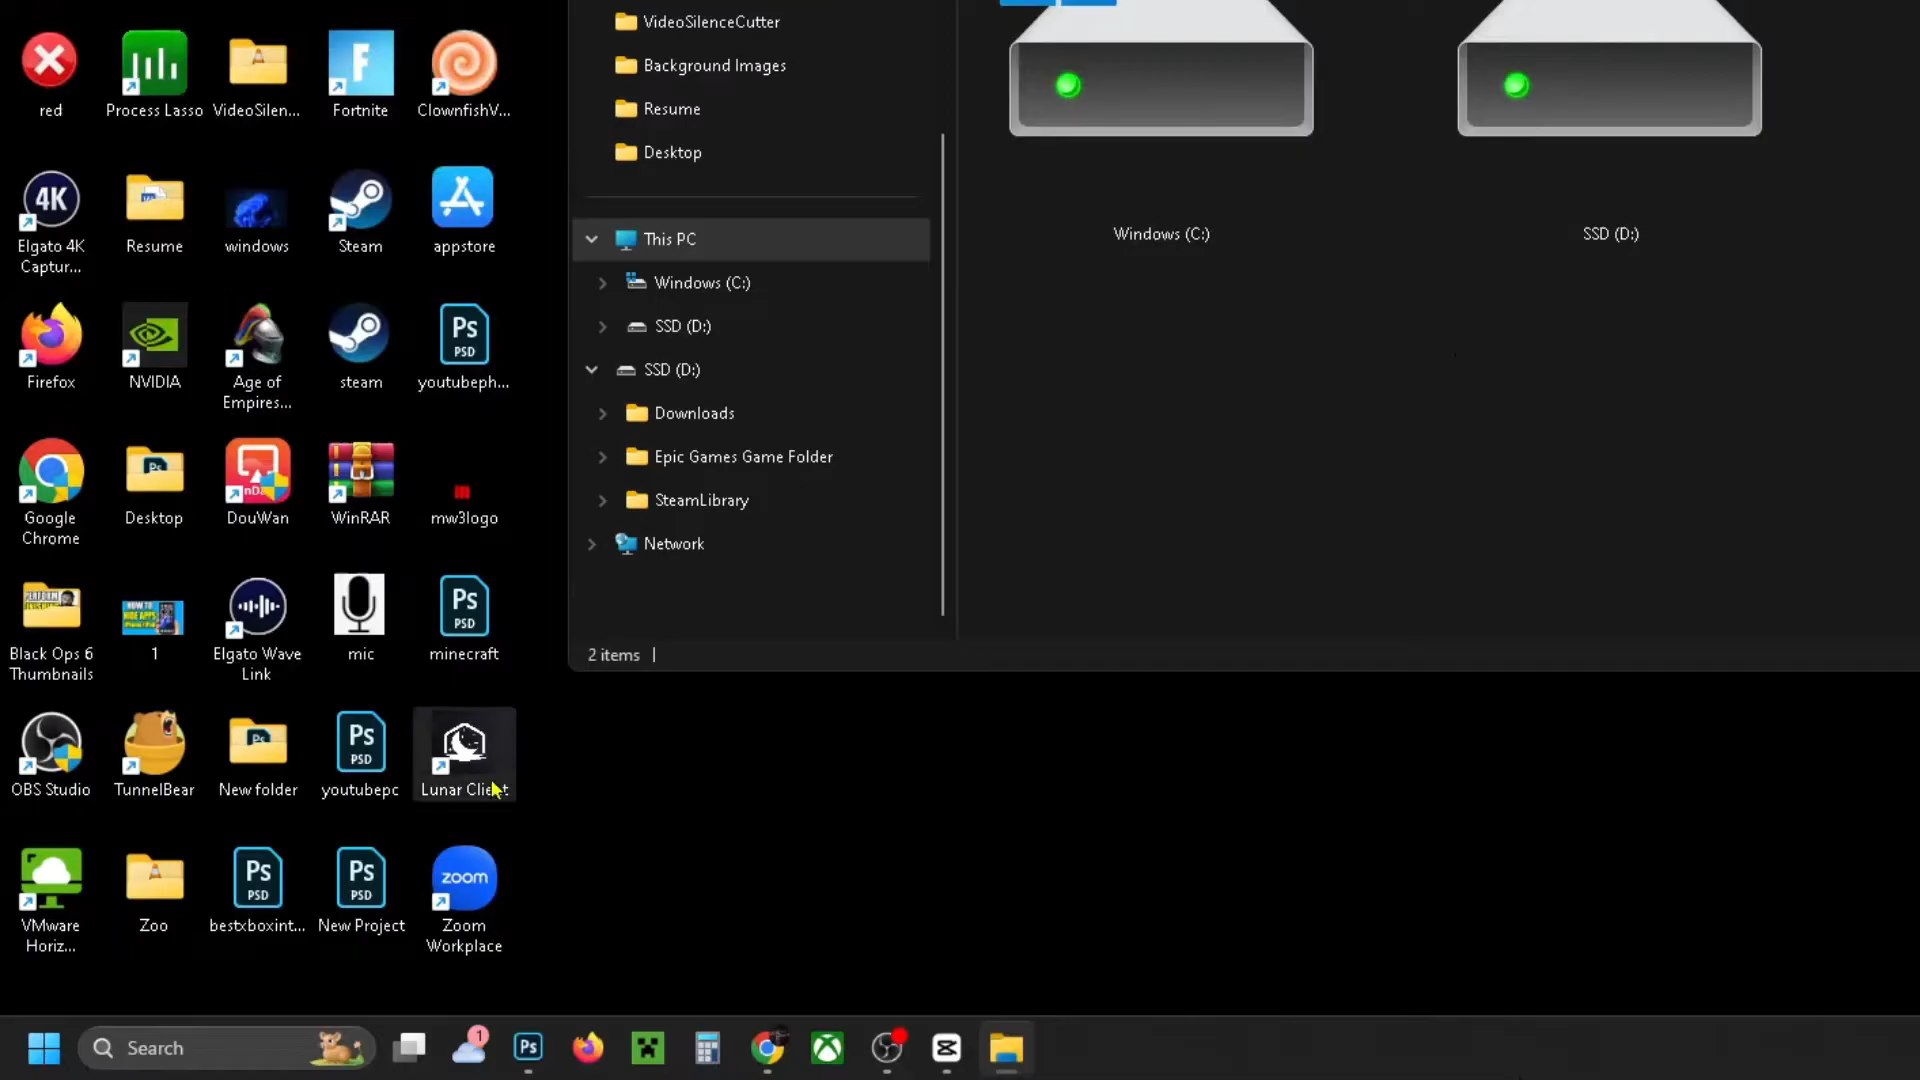 red
Process Lasso
VideoSilen...
Fortnite
ClownfishV...
4K
Elgato 4K
Captur...
Resume
windows
Steam
appstore
Firefox
NVIDIA
Age of
Empires...
steam
Ps
PSD
youtubeph...
Google
Chrome
Desktop
DouWan
WinRAR
mw3logo
Black Ops 6
Thumbnails
1
Elgato Wave
Link
mic
Ps
PSD
minecraft
OBS Studio
TunnelBear
New folder
Ps
PSD
youtubepc
Lunar Client
VMware
Horiz...
Zoo
Ps
PSD
bestxboxint...
Ps
PSD
New Project
zoom
Zoom
Workplace
VideoSilenceCutter
Background Images
Resume
Desktop
This PC
Windows (C:)
SSD (D:)
SSD (D:)
Downloads
Epic Games Game Folder
SteamLibrary
Network
2 items
Windows (C:)
SSD (D:)
Search
1
Ps